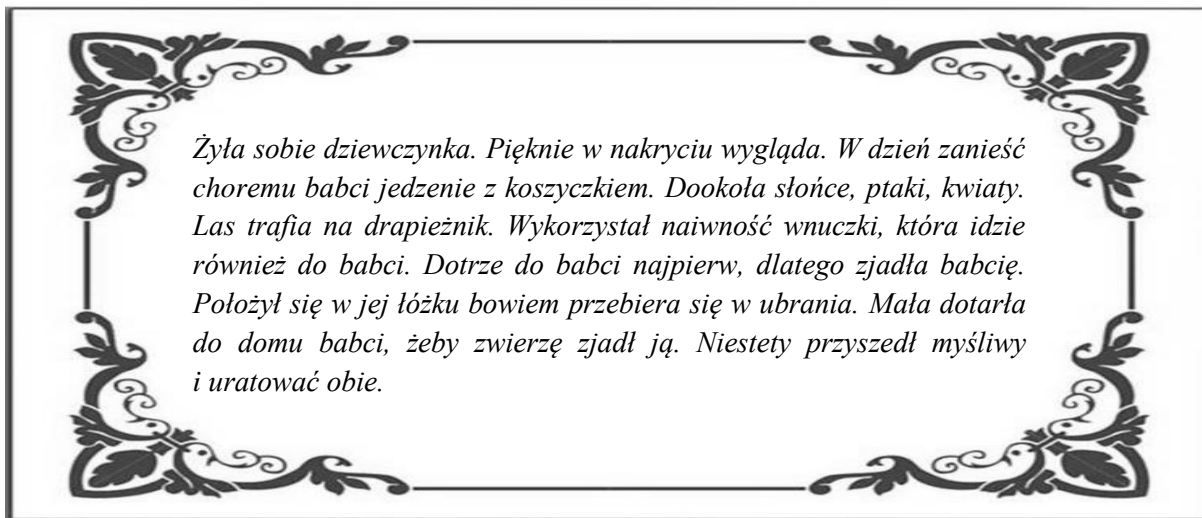 Żyła sobie dziewczynka. Pięknie w nakryciu wygląda. W dzień zanieść
choremu babci jedzenie z koszyczkiem. Dookoła słońce, ptaki, kwiaty.
Las trafia na drapieżnik. Wykorzystał naiwność wnuczki, która idzie
również do babci. Dotrze do babci najpierw, dlatego zjadła babcię.
Położył się w jej łóżku bowiem przebiera się w ubrania. Mała dotarła
do domu babci, żeby zwierzę zjadł ją. Niestety przyszedł myśliwy
i uratować obie.